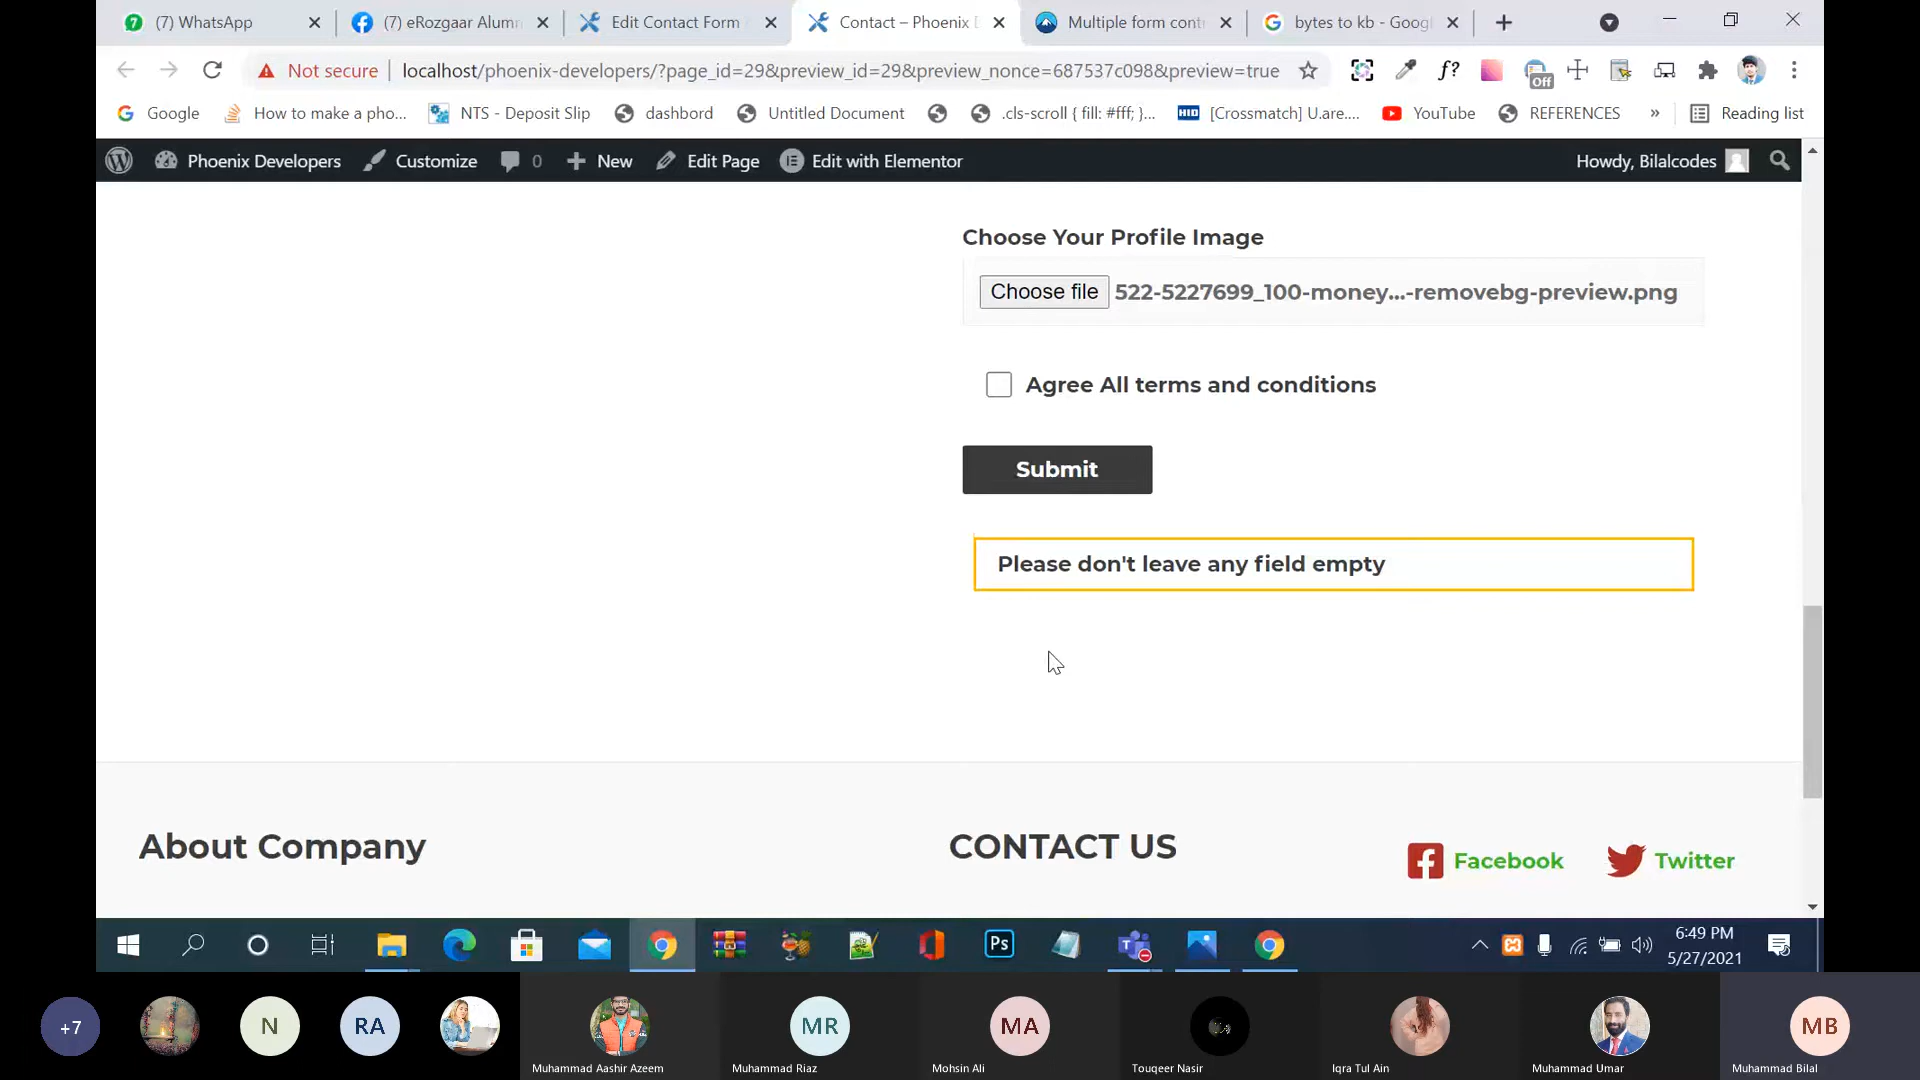 (7) WhatsApp
(7) eRozgaar Alumn
Edit Contact Form
Contact – Phoenix D
Multiple form cont
bytes to kb - Googl
Not secure
localhost/phoenix-developers/?page_id=29&preview_id=29&preview_nonce=687537c098&preview=true
f?
Off
Google
How to make a pho...
NTS - Deposit Slip
dashbord
Untitled Document
.cls-scroll { fill: #fff; }...
HID
[Crossmatch] U.are....
YouTube
REFERENCES
»
Reading list
Phoenix Developers
Customize
0
New
Edit Page
Edit with Elementor
Howdy, Bilalcodes
Choose Your Profile Image
Choose file 522-5227699_100-money...-removebg-preview.png
Agree All terms and conditions
Submit
Please don't leave any field empty
About Company
CONTACT US
Facebook
Twitter
Ps
6:49 PM
5/27/2021
+7
N
RA
MR
MA
MB
Muhammad Aashir Azeem
Muhammad Riaz
Mohsin Ali
Touqeer Nasir
Iqra Tul Ain
Muhammad Umar
Muhammad Bilal